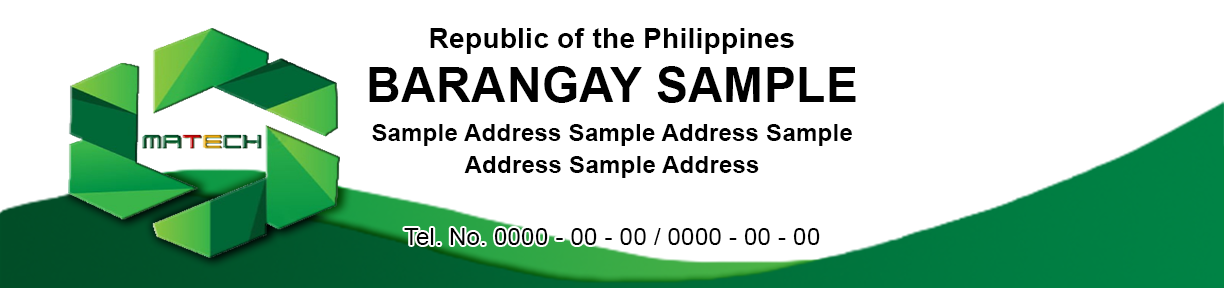 Republic of the Philippines
BARANGAY SAMPLE
Sample Address Sample Address Sample
Address Sample Address
MATECH
Tel. No. 0000 - 00 - 00 / 0000 - 00 - 00